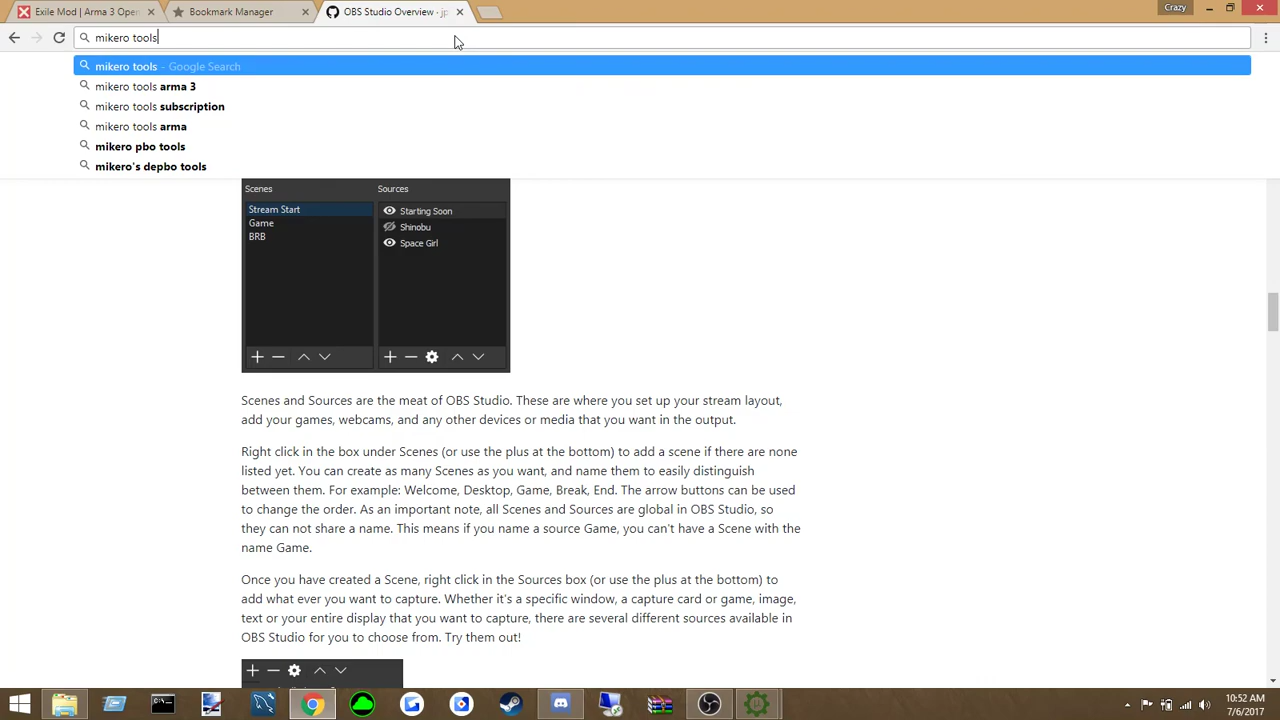 Exile Mod | Arma 3 Open
Bookmark Manager
OBS Studio Overview · jp
Crazy
mikero tools
mikero tools - Google Search
mikero tools arma 3
mikero tools subscription
mikero tools arma
mikero pbo tools
mikero's depbo tools
Scenes
Sources
Stream Start
Game
BRB
Starting Soon
Shinobu
Space Girl
Scenes and Sources are the meat of OBS Studio. These are where you set up your stream layout,
add your games, webcams, and any other devices or media that you want in the output.
Right click in the box under Scenes (or use the plus at the bottom) to add a scene if there are none
listed yet. You can create as many Scenes as you want, and name them to easily distinguish
between them. For example: Welcome, Desktop, Game, Break, End. The arrow buttons can be used
to change the order. As an important note, all Scenes and Sources are global in OBS Studio, so
they can not share a name. This means if you name a source Game, you can't have a Scene with the
name Game.
Once you have created a Scene, right click in the Sources box (or use the plus at the bottom) to
add what ever you want to capture. Whether it's a specific window, a capture card or game, image,
text or your entire display that you want to capture, there are several different sources available in
OBS Studio for you to choose from. Try them out!
10:52 AM
7/6/2017